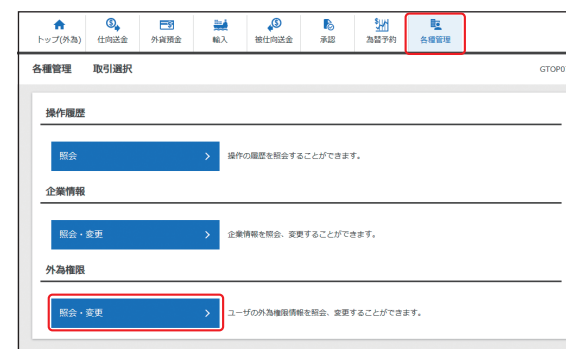 トップ(外為) 仕向送金 外貨預金 輸入 被仕向送金 承認 為替予約 各種管理
各種管理 取引選択 GTOP0
操作履歴
照会 操作の履歴を照会することができます。
企業情報
照会・変更 企業情報を照会、変更することができます。
外為権限
照会・変更 ユーザの外為権限情報を照会、変更することができます。